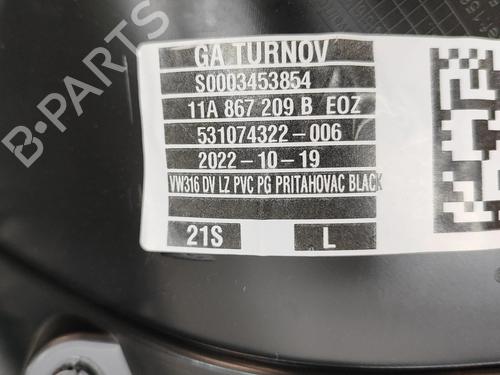 GA TURNOV
S0003453854
11A 867 209 B EOZ
531074322-006
2022-10-19
VW316 DV LZ PVC PG PRITAHOVAC BLACK
21S L